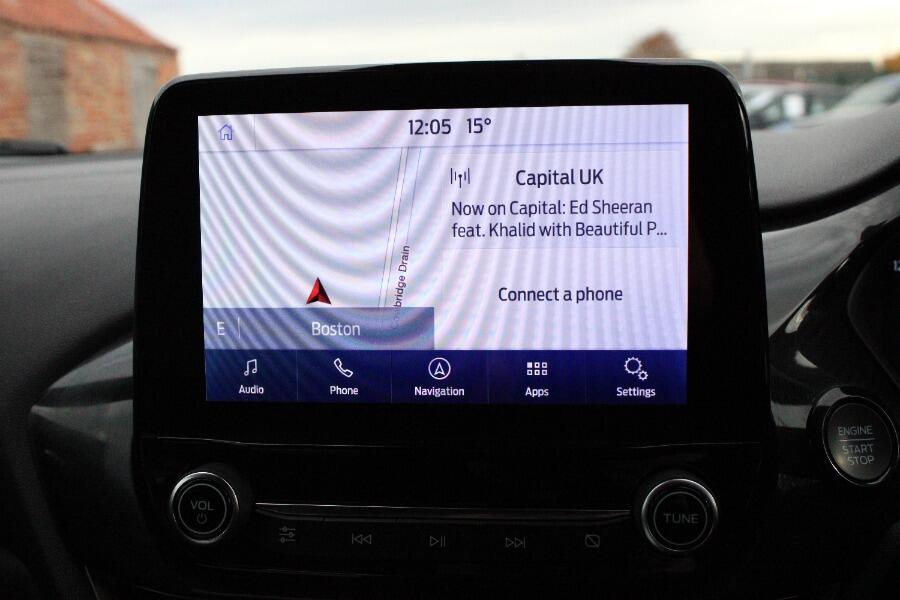 12:05 15°
Capital UK
Now on Capital: Ed Sheeran
feat. Khalid with Beautiful P...
bridge Drain
Connect a phone
E Boston
Audio Phone Navigation Apps Settings
ENGINE
START
STOP
VOL
TUNE